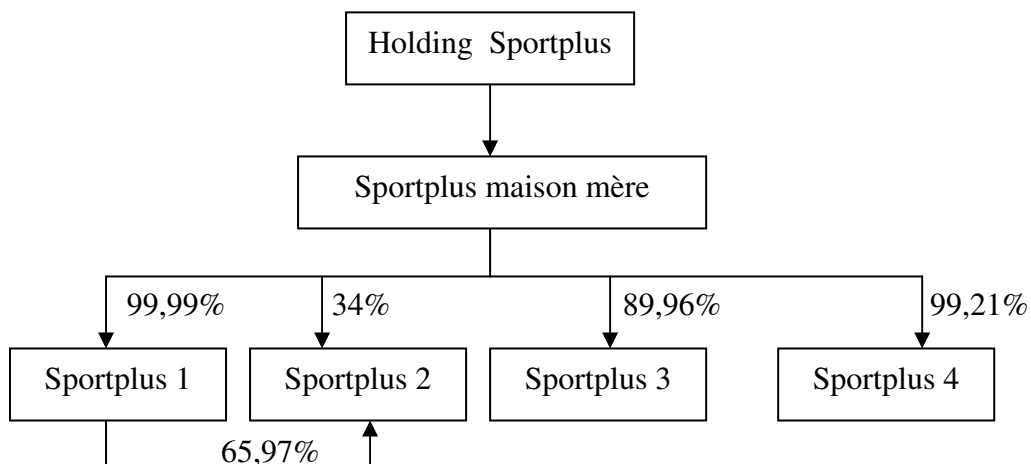 Holding Sportplus
Sportplus maison mère
99,99% 34% 89,96% 99,21%
Sportplus 1 Sportplus 2 Sportplus 3 Sportplus 4
65,97%